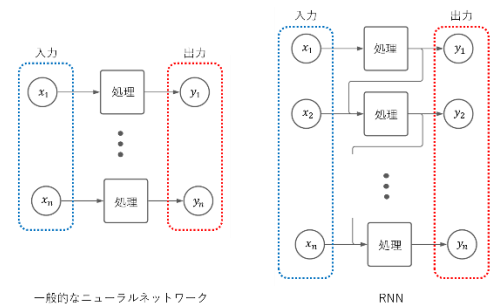 入力
出力
x₁
処理
y₁
xₙ
処理
yₙ
一般的なニューラルネットワーク
入力
出力
x₁
処理
y₁
x₂
処理
y₂
xₙ
処理
yₙ
RNN